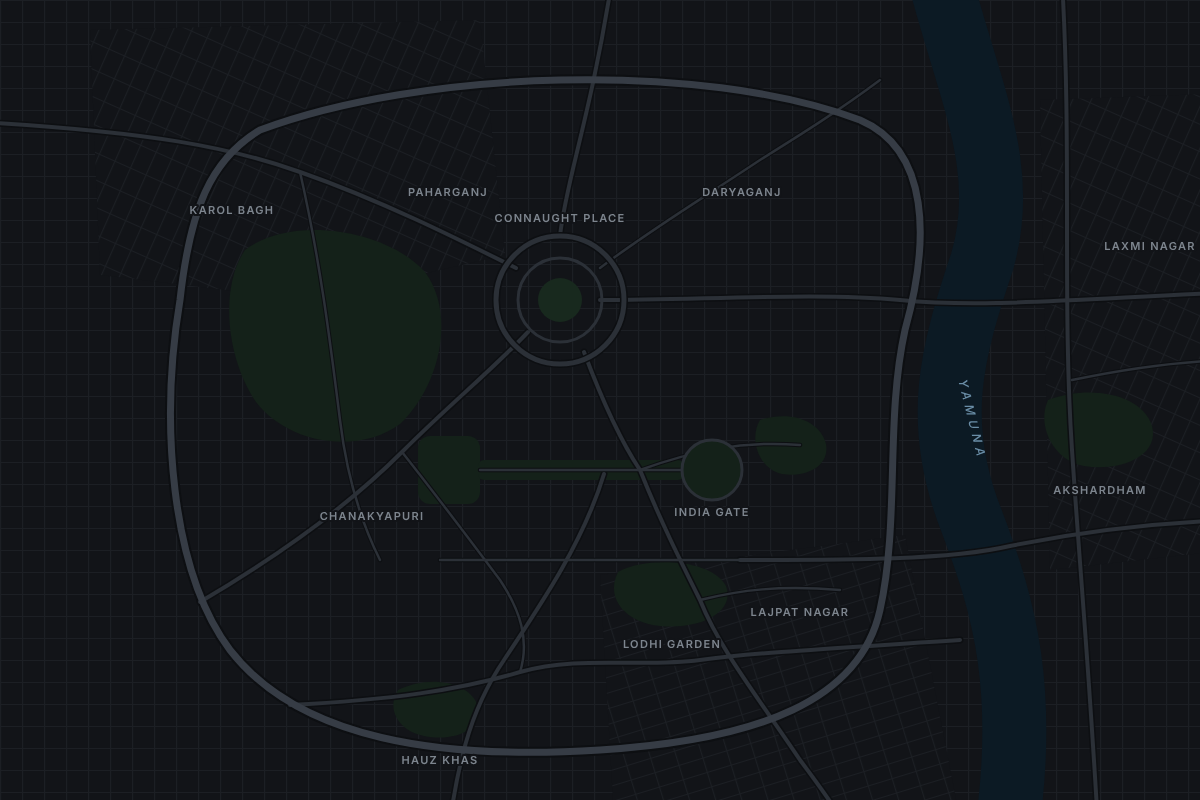 PAHARGANJ
DARYAGANJ
KAROL BAGH
CONNAUGHT PLACE
LAXMI NAGAR
YAMUNA
AKSHARDHAM
INDIA GATE
CHANAKYAPURI
LAJPAT NAGAR
LODHI GARDEN
HAUZ KHAS